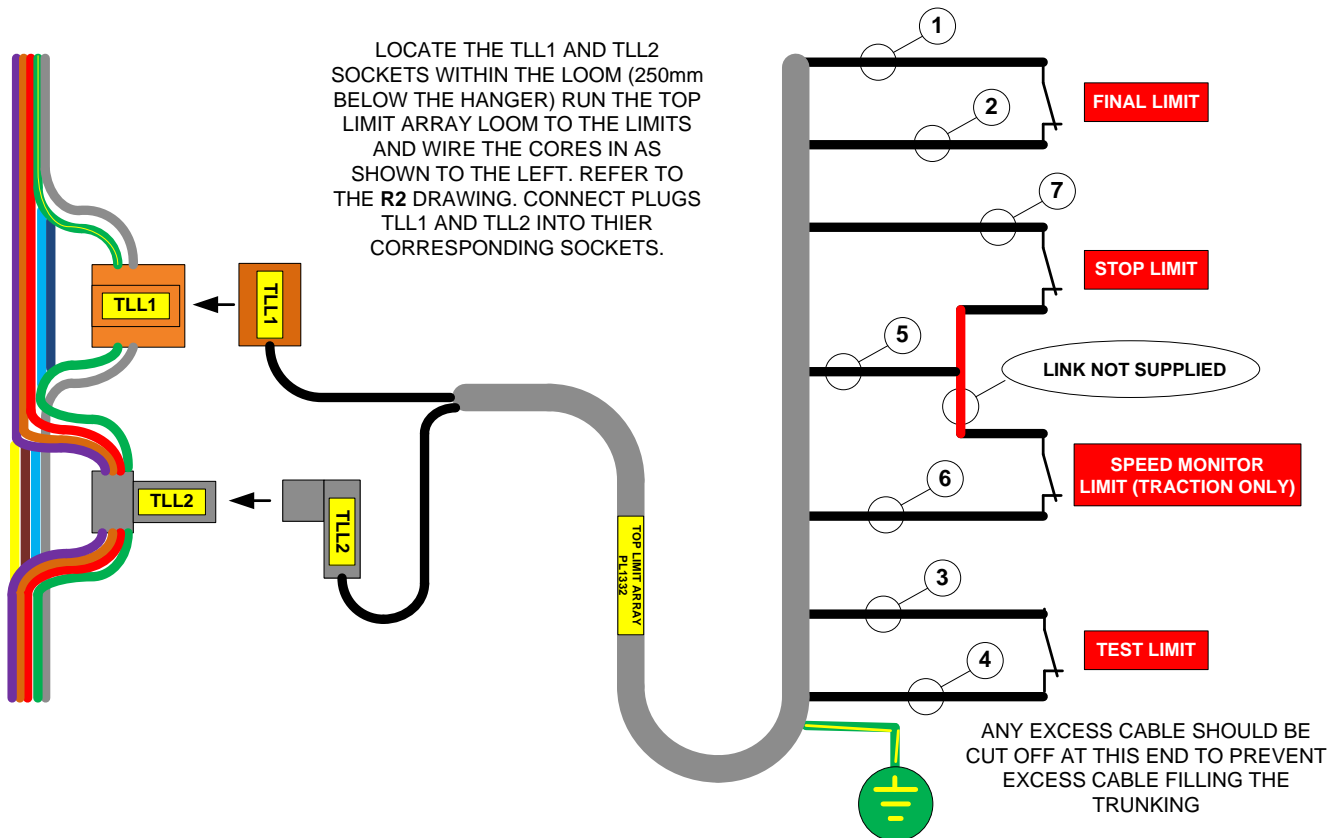 LOCATE THE TLL1 AND TLL2
SOCKETS WITHIN THE LOOM (250mm
BELOW THE HANGER) RUN THE TOP
LIMIT ARRAY LOOM TO THE LIMITS
AND WIRE THE CORES IN AS
SHOWN TO THE LEFT. REFER TO
THE R2 DRAWING. CONNECT PLUGS
TLL1 AND TLL2 INTO THIER
CORRESPONDING SOCKETS.
TLL1
TLL1
TLL2
TLL2
TOP LIMIT ARRAY
PL1332
1
2
FINAL LIMIT
7
STOP LIMIT
5
LINK NOT SUPPLIED
6
SPEED MONITOR
LIMIT (TRACTION ONLY)
3
4
TEST LIMIT
ANY EXCESS CABLE SHOULD BE
CUT OFF AT THIS END TO PREVENT
EXCESS CABLE FILLING THE
TRUNKING